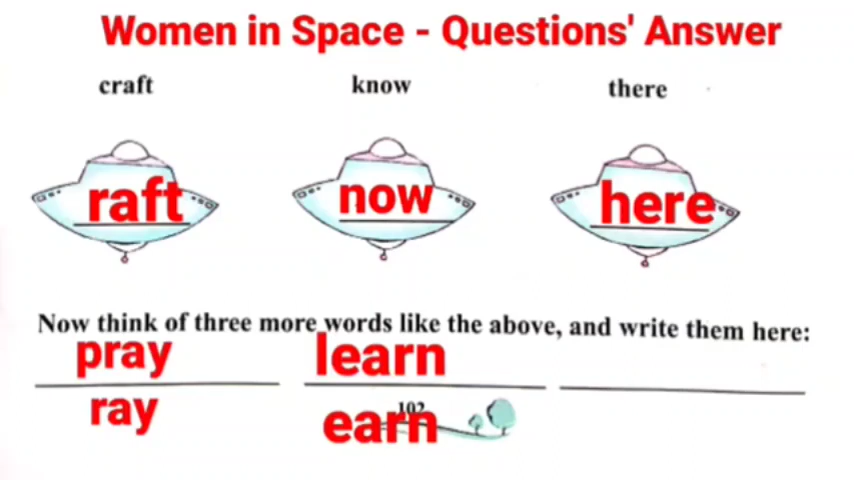 Women in Space - Questions' Answer
craft know there
raft now here
Now think of three more words like the above, and write them here:
pray learn
ray earn
102